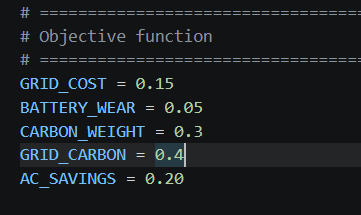 # ==================================
# Objective function
# ==================================
GRID_COST = 0.15
BATTERY_WEAR = 0.05
CARBON_WEIGHT = 0.3
GRID_CARBON = 0.4
AC_SAVINGS = 0.20